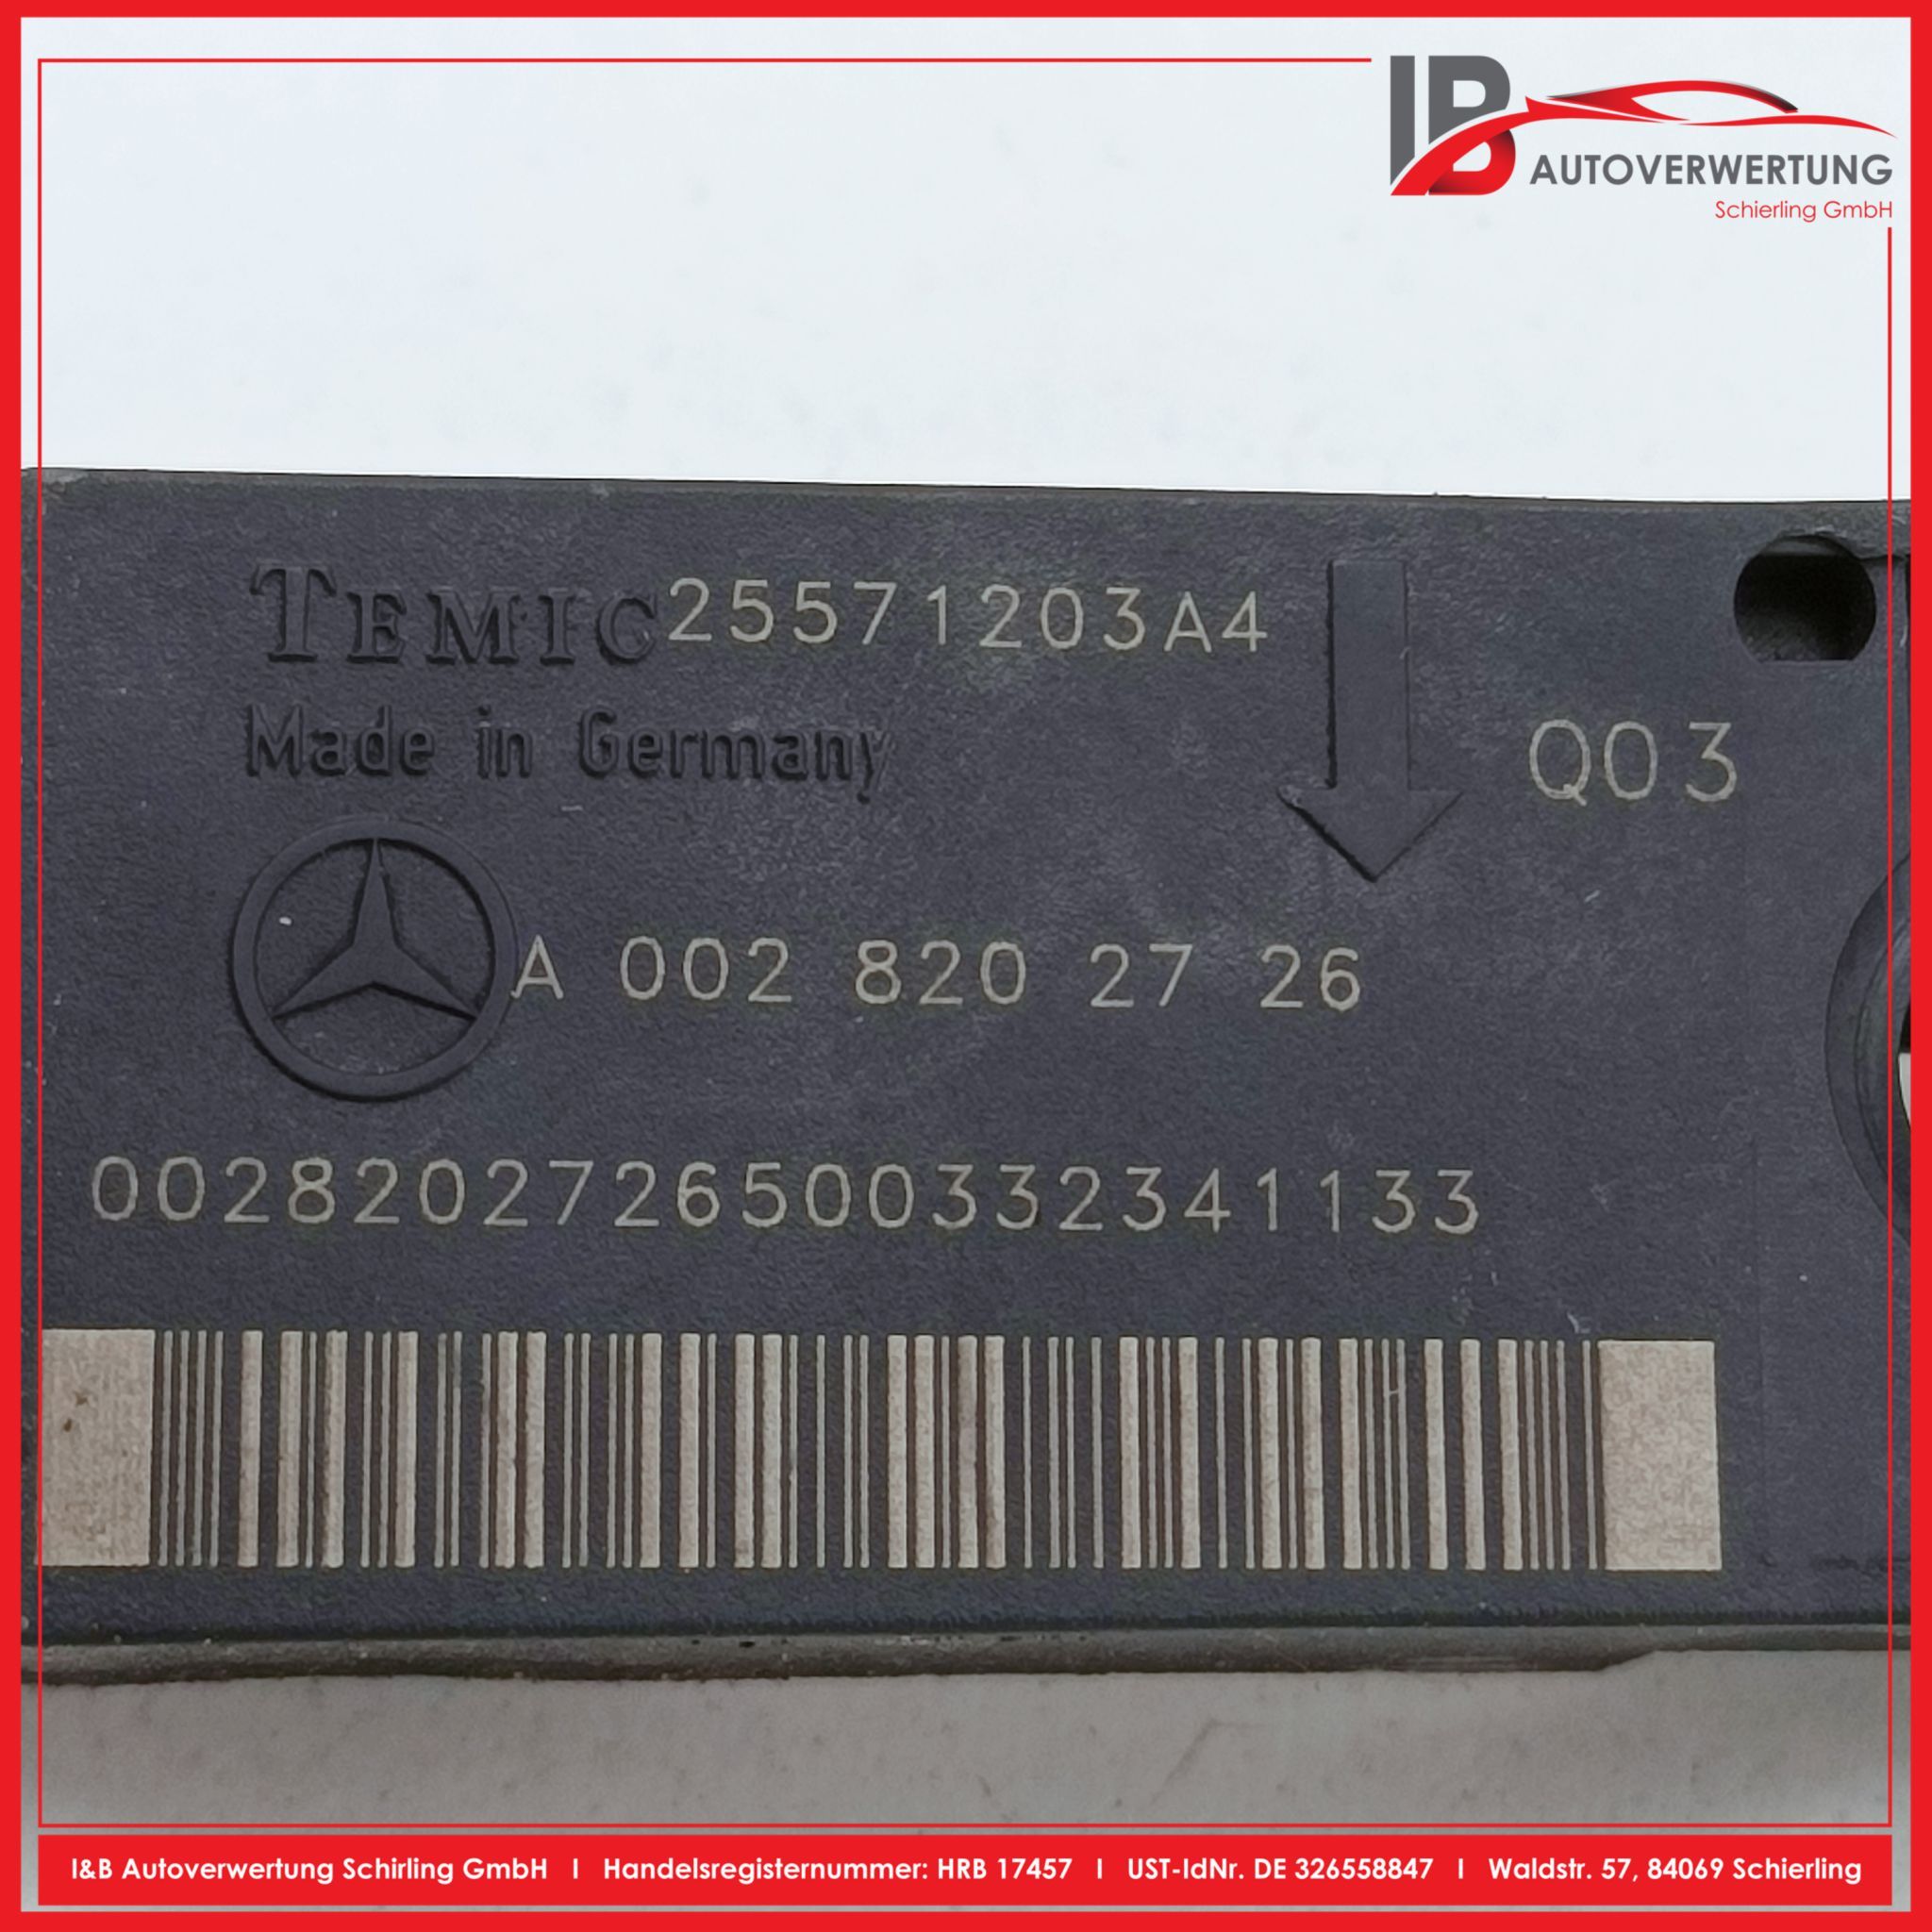 IB
AUTOVERWERTUNG
Schierling GmbH
TEMIC 25571203A4
Made in Germany
Q03
A 002 820 27 26
0028202726500332341133
I&B Autoverwertung Schirling GmbH I Handelsregisternummer: HRB 17457 I UST-IdNr. DE 326558847 I Waldstr. 57, 84069 Schierling